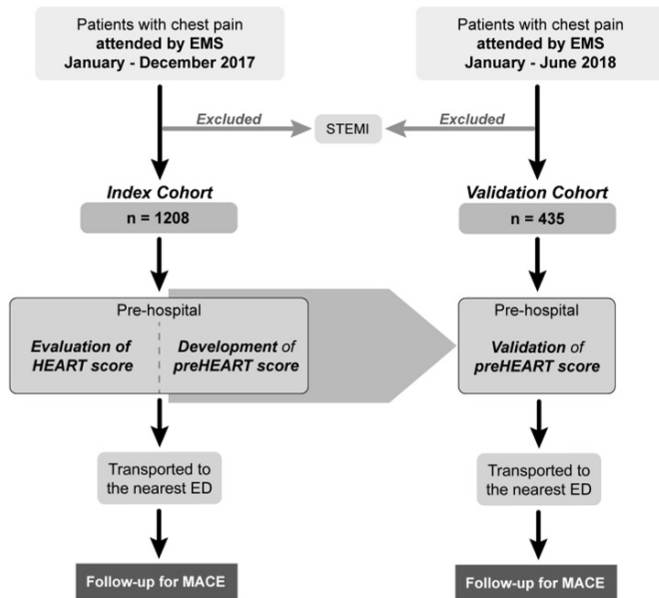 Patients with chest pain
attended by EMS
January - December 2017
Patients with chest pain
attended by EMS
January - June 2018
Excluded
STEMI
Excluded
Index Cohort
n = 1208
Validation Cohort
n = 435
Pre-hospital
Evaluation of
HEART score
Development of
preHEART score
Pre-hospital
Validation of
preHEART score
Transported to
the nearest ED
Transported to
the nearest ED
Follow-up for MACE
Follow-up for MACE